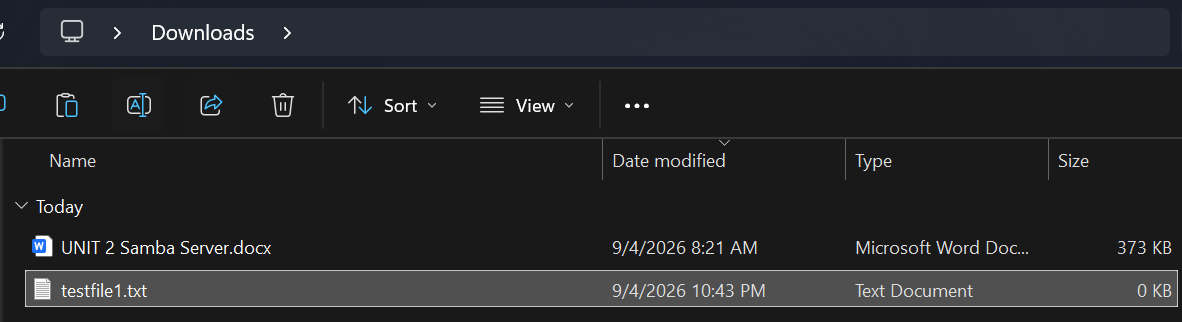 Downloads
Sort View
Name Date modified Type Size
Today
UNIT 2 Samba Server.docx 9/4/2026 8:21 AM Microsoft Word Doc... 373 KB
testfile1.txt 9/4/2026 10:43 PM Text Document 0 KB